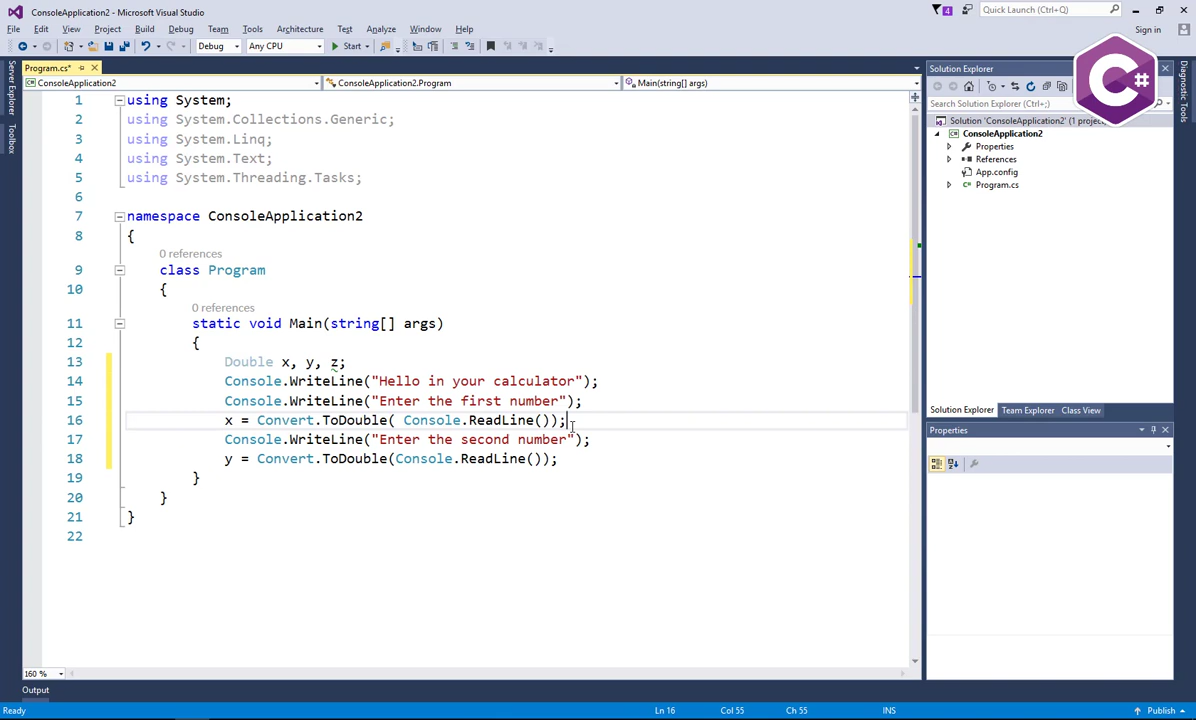 ConsoleApplication2 - Microsoft Visual Studio
4
Quick Launch (Ctrl+;)
File Edit View Project Build Debug Team Tools Architecture Test Analyze Window Help
Sign in
Debug Any CPU Start
Server Explorer
Toolbox
Program.cs*
ConsoleApplication2 ConsoleApplication2.Program Main(string[] args)
1 using System;
2 using System.Collections.Generic;
3 using System.Linq;
4 using System.Text;
5 using System.Threading.Tasks;
6
7 namespace ConsoleApplication2
8 {
0 references
9 class Program
10 {
0 references
11 static void Main(string[] args)
12 {
13 Double x, y, z;
14 Console.WriteLine("Hello in your calculator");
15 Console.WriteLine("Enter the first number");
16 x = Convert.ToDouble( Console.ReadLine());
17 Console.WriteLine("Enter the second number");
18 y = Convert.ToDouble(Console.ReadLine());
19 }
20 }
21 }
22
160 %
Solution Explorer
C#
Search Solution Explorer (Ctrl+;)
Solution 'ConsoleApplication2' (1 project)
ConsoleApplication2
Properties
References
App.config
Program.cs
Solution Explorer Team Explorer Class View
Properties
Diagnostic Tools
Output
Ready Ln 16 Col 55 Ch 55 INS Publish